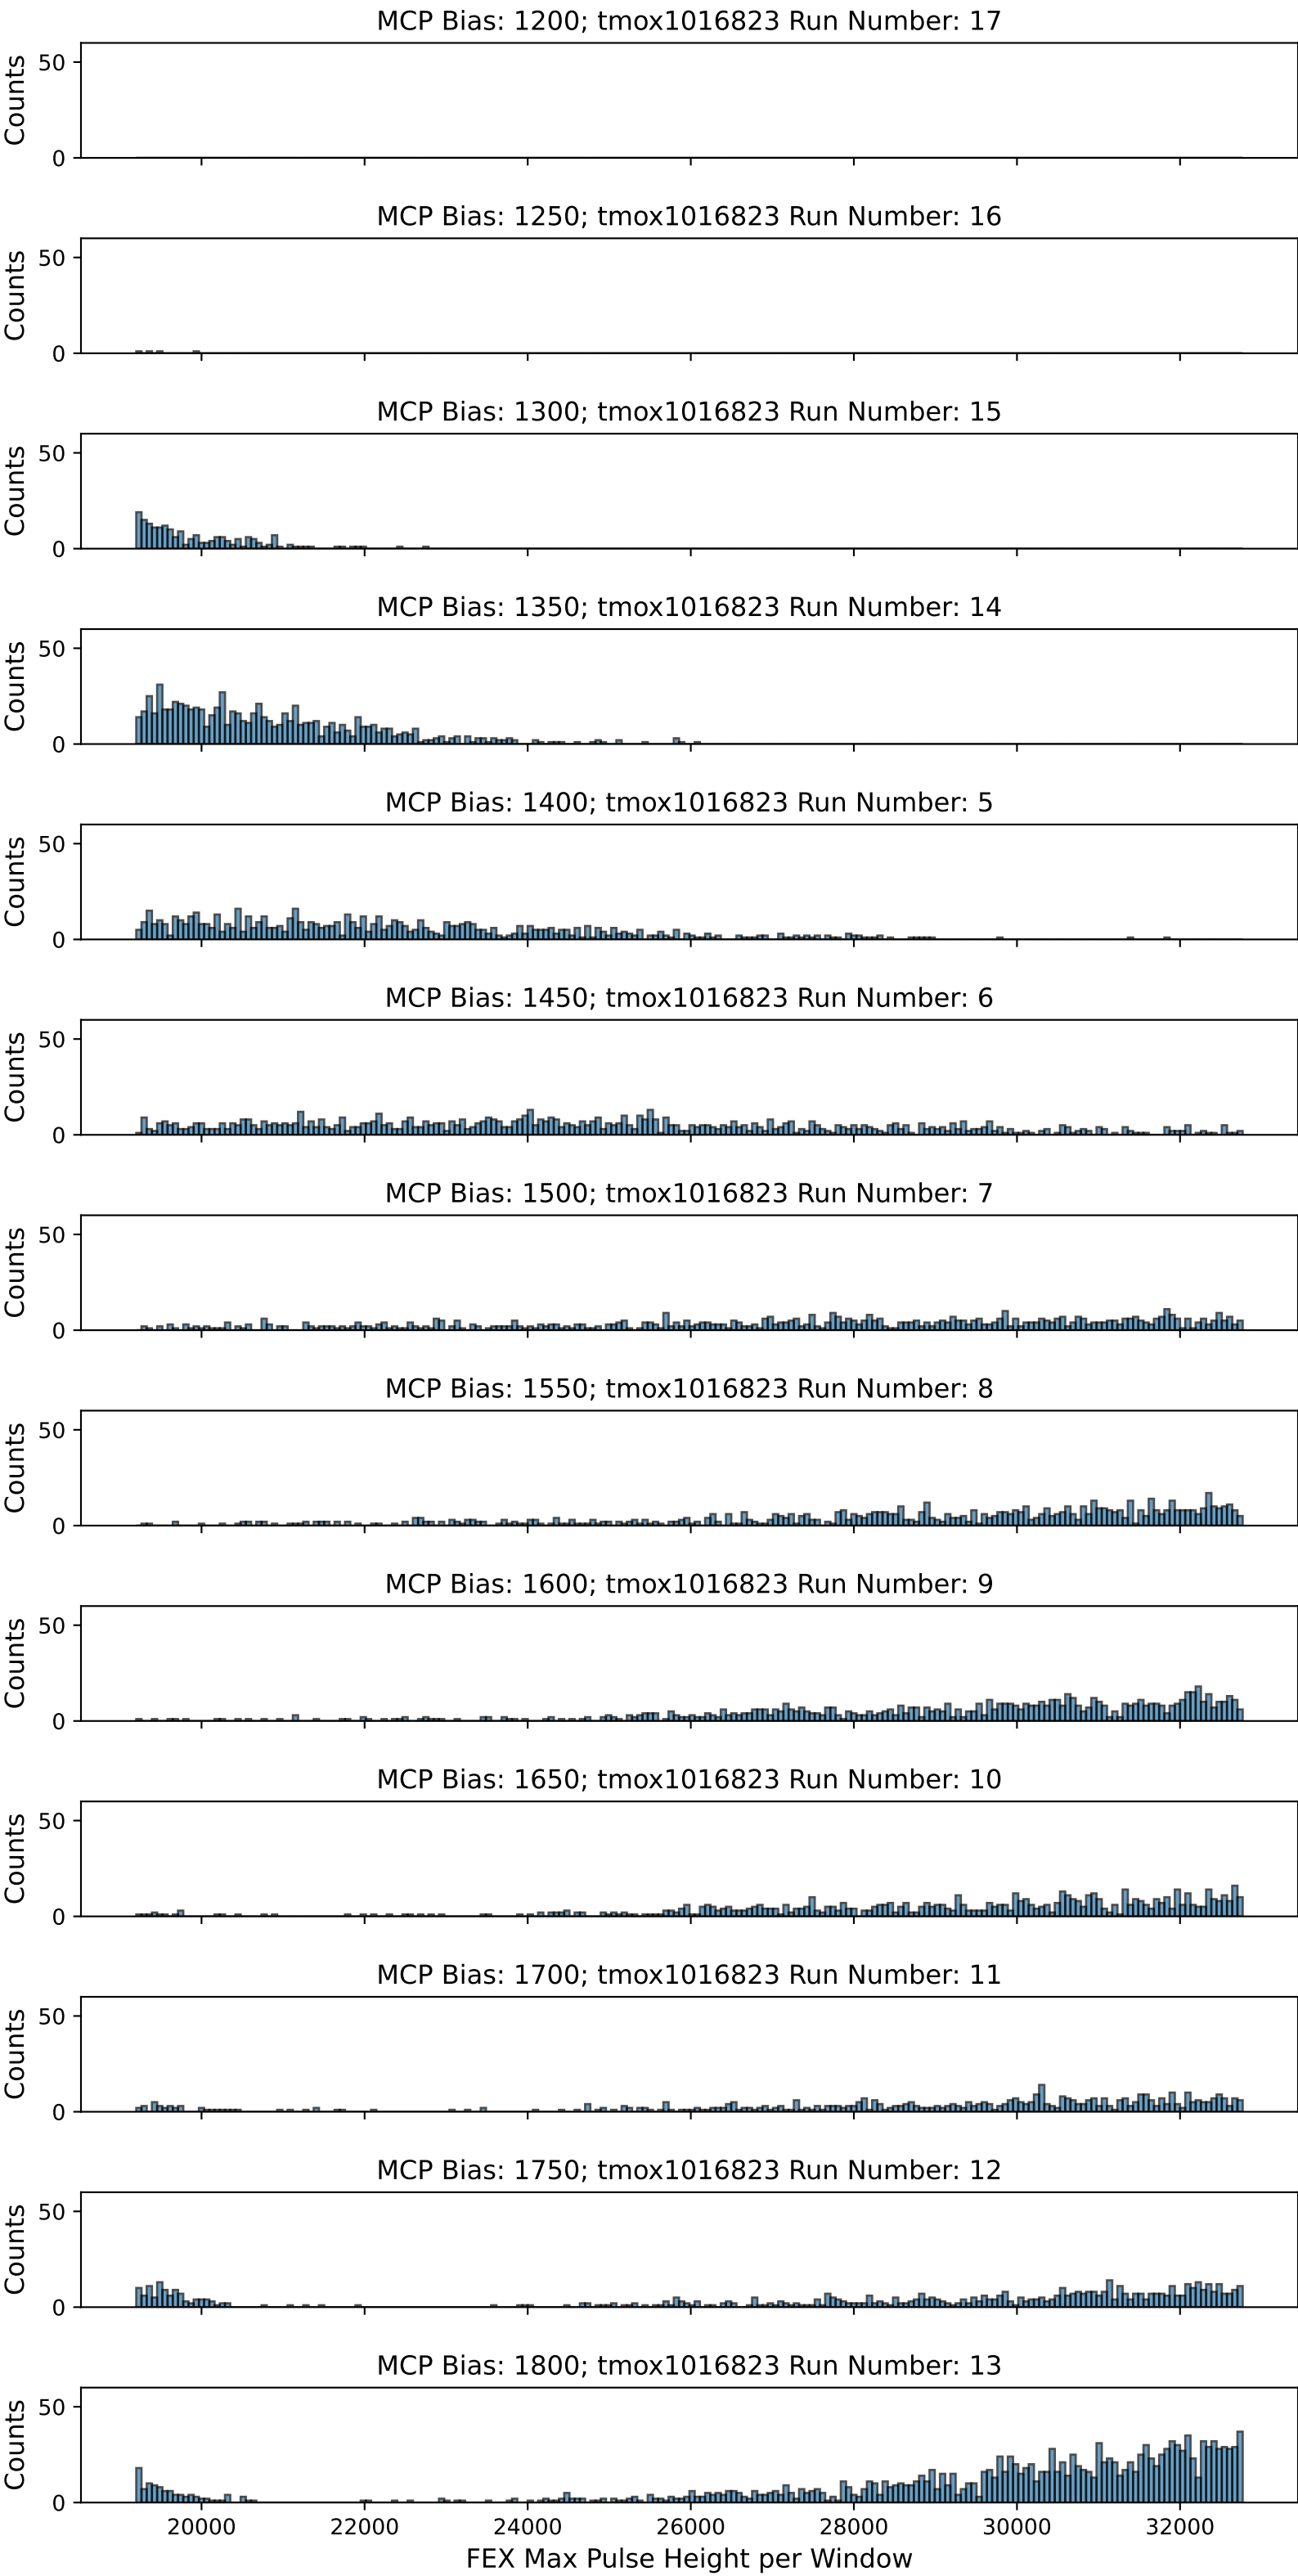 MCP Bias: 1200; tmox1016823 Run Number: 17
Counts
50
0
MCP Bias: 1250; tmox1016823 Run Number: 16
Counts
50
0
MCP Bias: 1300; tmox1016823 Run Number: 15
Counts
50
0
MCP Bias: 1350; tmox1016823 Run Number: 14
Counts
50
0
MCP Bias: 1400; tmox1016823 Run Number: 5
Counts
50
0
MCP Bias: 1450; tmox1016823 Run Number: 6
Counts
50
0
MCP Bias: 1500; tmox1016823 Run Number: 7
Counts
50
0
MCP Bias: 1550; tmox1016823 Run Number: 8
Counts
50
0
MCP Bias: 1600; tmox1016823 Run Number: 9
Counts
50
0
MCP Bias: 1650; tmox1016823 Run Number: 10
Counts
50
0
MCP Bias: 1700; tmox1016823 Run Number: 11
Counts
50
0
MCP Bias: 1750; tmox1016823 Run Number: 12
Counts
50
0
MCP Bias: 1800; tmox1016823 Run Number: 13
Counts
50
0
20000 22000 24000 26000 28000 30000 32000
FEX Max Pulse Height per Window